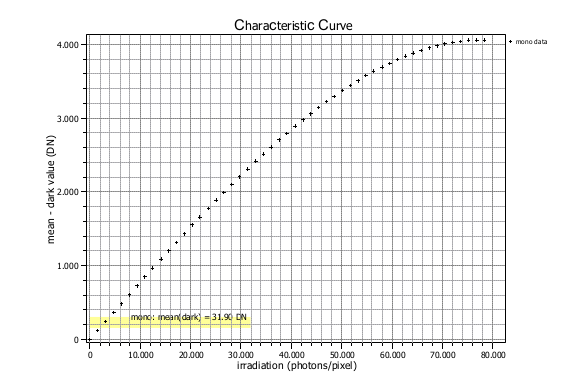 Characteristic Curve
mono data
4.000
3.000
2.000
1.000
0
mean - dark value (DN)
mono: mean(dark) = 31.90 DN
0 10.000 20.000 30.000 40.000 50.000 60.000 70.000 80.000
irradiation (photons/pixel)